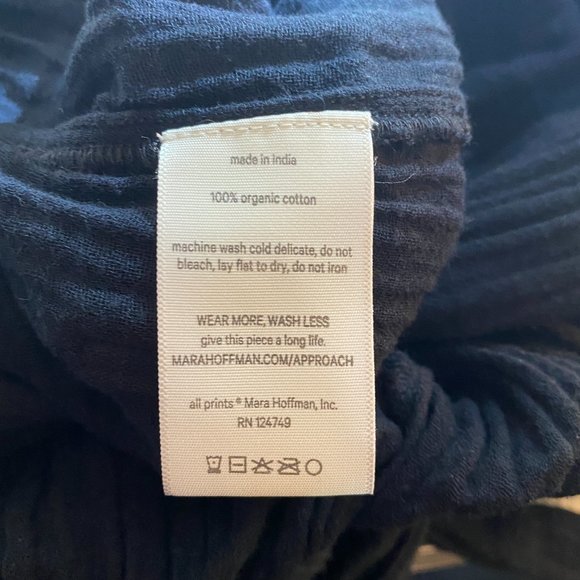 made in India
100% organic cotton
machine wash cold delicate, do not
bleach, lay flat to dry, do not iron
WEAR MORE, WASH LESS
give this piece a long life.
MARAHOFFMAN.COM/APPROACH
all prints ® Mara Hoffman, Inc.
RN 124749